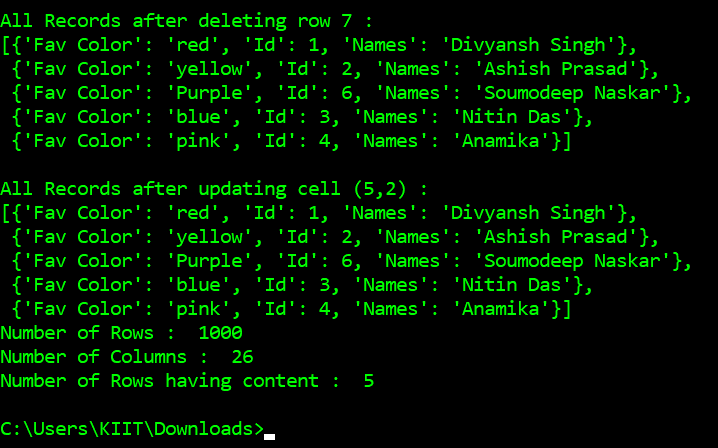 All Records after deleting row 7 :
[{'Fav Color': 'red', 'Id': 1, 'Names': 'Divyansh Singh'},
 {'Fav Color': 'yellow', 'Id': 2, 'Names': 'Ashish Prasad'},
 {'Fav Color': 'Purple', 'Id': 6, 'Names': 'Soumodeep Naskar'},
 {'Fav Color': 'blue', 'Id': 3, 'Names': 'Nitin Das'},
 {'Fav Color': 'pink', 'Id': 4, 'Names': 'Anamika'}]

All Records after updating cell (5,2) :
[{'Fav Color': 'red', 'Id': 1, 'Names': 'Divyansh Singh'},
 {'Fav Color': 'yellow', 'Id': 2, 'Names': 'Ashish Prasad'},
 {'Fav Color': 'Purple', 'Id': 6, 'Names': 'Soumodeep Naskar'},
 {'Fav Color': 'blue', 'Id': 3, 'Names': 'Nitin Das'},
 {'Fav Color': 'pink', 'Id': 4, 'Names': 'Anamika'}]
Number of Rows :  1000
Number of Columns :  26
Number of Rows having content :  5

C:\Users\KIIT\Downloads>